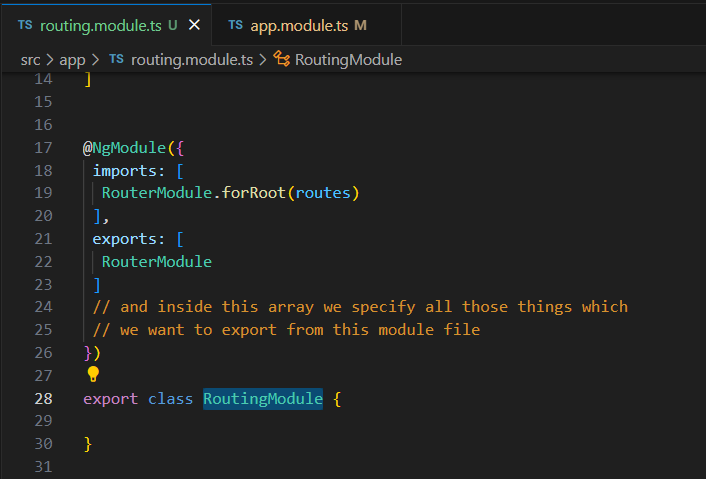 TS routing.module.ts U × TS app.module.ts M
src > app > TS routing.module.ts > RoutingModule
14 ]
15
16
17 @NgModule({
18 imports: [
19 RouterModule.forRoot(routes)
20 ],
21 exports: [
22 RouterModule
23 ]
24 // and inside this array we specify all those things which
25 // we want to export from this module file
26 })
27
28 export class RoutingModule {
29
30 }
31